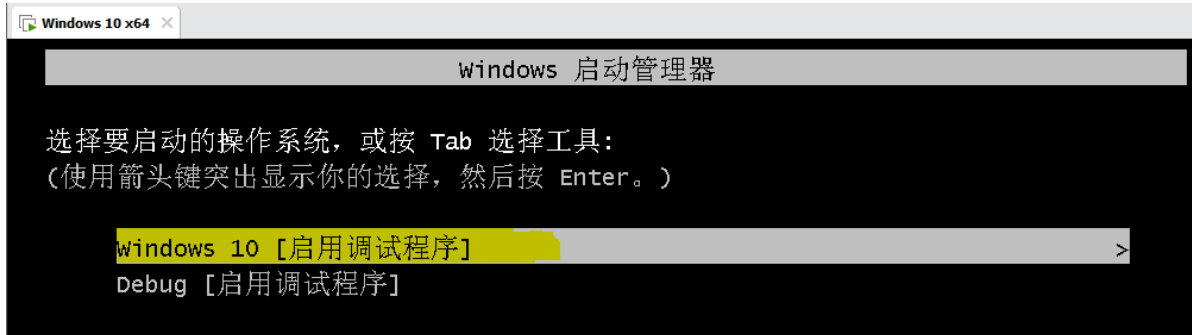 Windows 10 x64
Windows 启动管理器
选择要启动的操作系统，或按 Tab 选择工具:
(使用箭头键突出显示你的选择，然后按 Enter。)
Windows 10 [启用调试程序] >
Debug [启用调试程序]